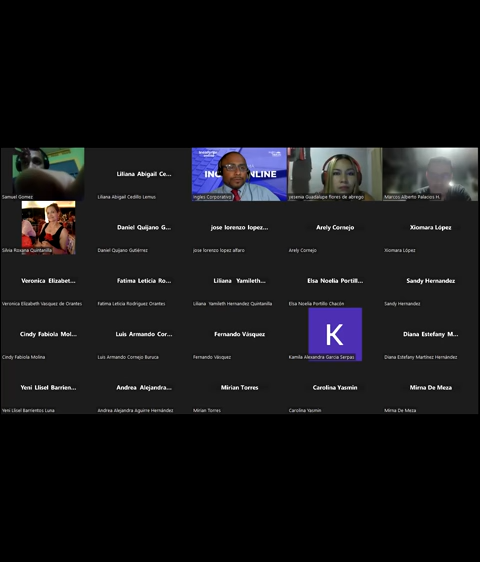 Liliana Abigail Ce...
INGLÉS ONLINE
Samuel Gomez
Liliana Abigail Cedillo Lemus
Ingles Corporativo
yesenia Guadalupe flores de abrego
Marcos Alberto Palacios H.
Daniel Quijano G...
jose lorenzo lopez...
Arely Cornejo
Xiomara López
Silvia Roxana Quintanilla
Daniel Quijano Gutiérrez
jose lorenzo lopez alfaro
Arely Cornejo
Xiomara López
Veronica Elizabet...
Fatima Leticia Ro...
Liliana Yamileth...
Elsa Noelia Portill...
Sandy Hernandez
Veronica Elizabeth Vasquez de Orantes
Fatima Leticia Rodriguez Orantes
Liliana Yamileth Hernandez Quintanilla
Elsa Noelia Portillo Chacón
Sandy Hernandez
Cindy Fabiola Mol...
Luis Armando Cor...
Fernando Vásquez
K
Diana Estefany M...
Cindy Fabiola Molina
Luis Armando Cornejo Buruca
Fernando Vásquez
Kamila Alexandra Garcia Serpas
Diana Estefany Martínez Hernández
Yeni Llisel Barrien...
Andrea Alejandra...
Mirian Torres
Carolina Yasmin
Mirna De Meza
Yeni Llisel Barrientos Luna
Andrea Alejandra Aguirre Hernández
Mirian Torres
Carolina Yasmin
Mirna De Meza